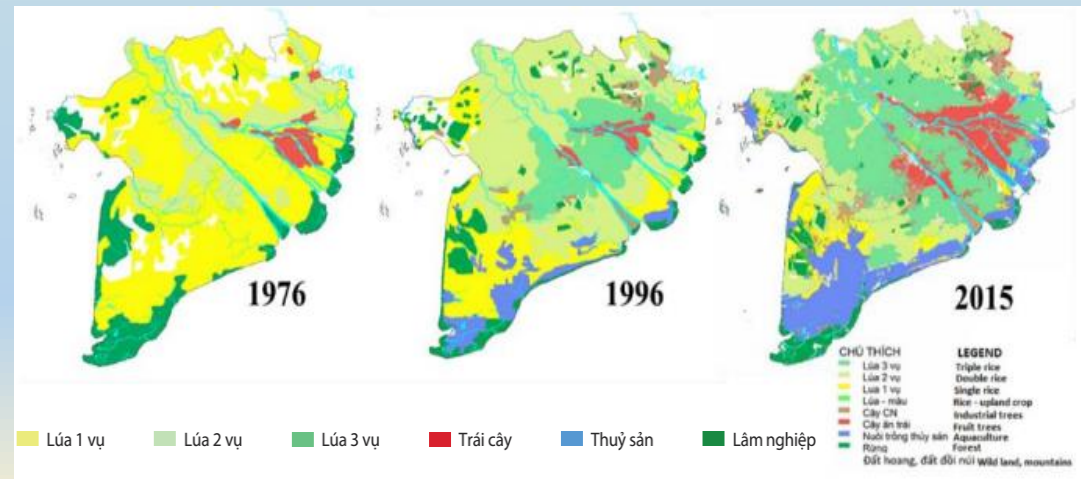 1976
1996
2015
CHÚ THÍCH LEGEND
Lúa 3 vụ Triple rice
Lúa 2 vụ Double rice
Lua 1 vụ Single rice
Lúa - màu Rice - upland crop
Cây CN Industrial trees
Cây ăn trái Fruit trees
Nuôi trồng thủy sản Aquaculture
Rừng Forest
Đất hoang, đất đồi núi Wild land, mountains
Lúa 1 vụ Lúa 2 vụ Lúa 3 vụ Trái cây Thuỷ sản Lâm nghiệp